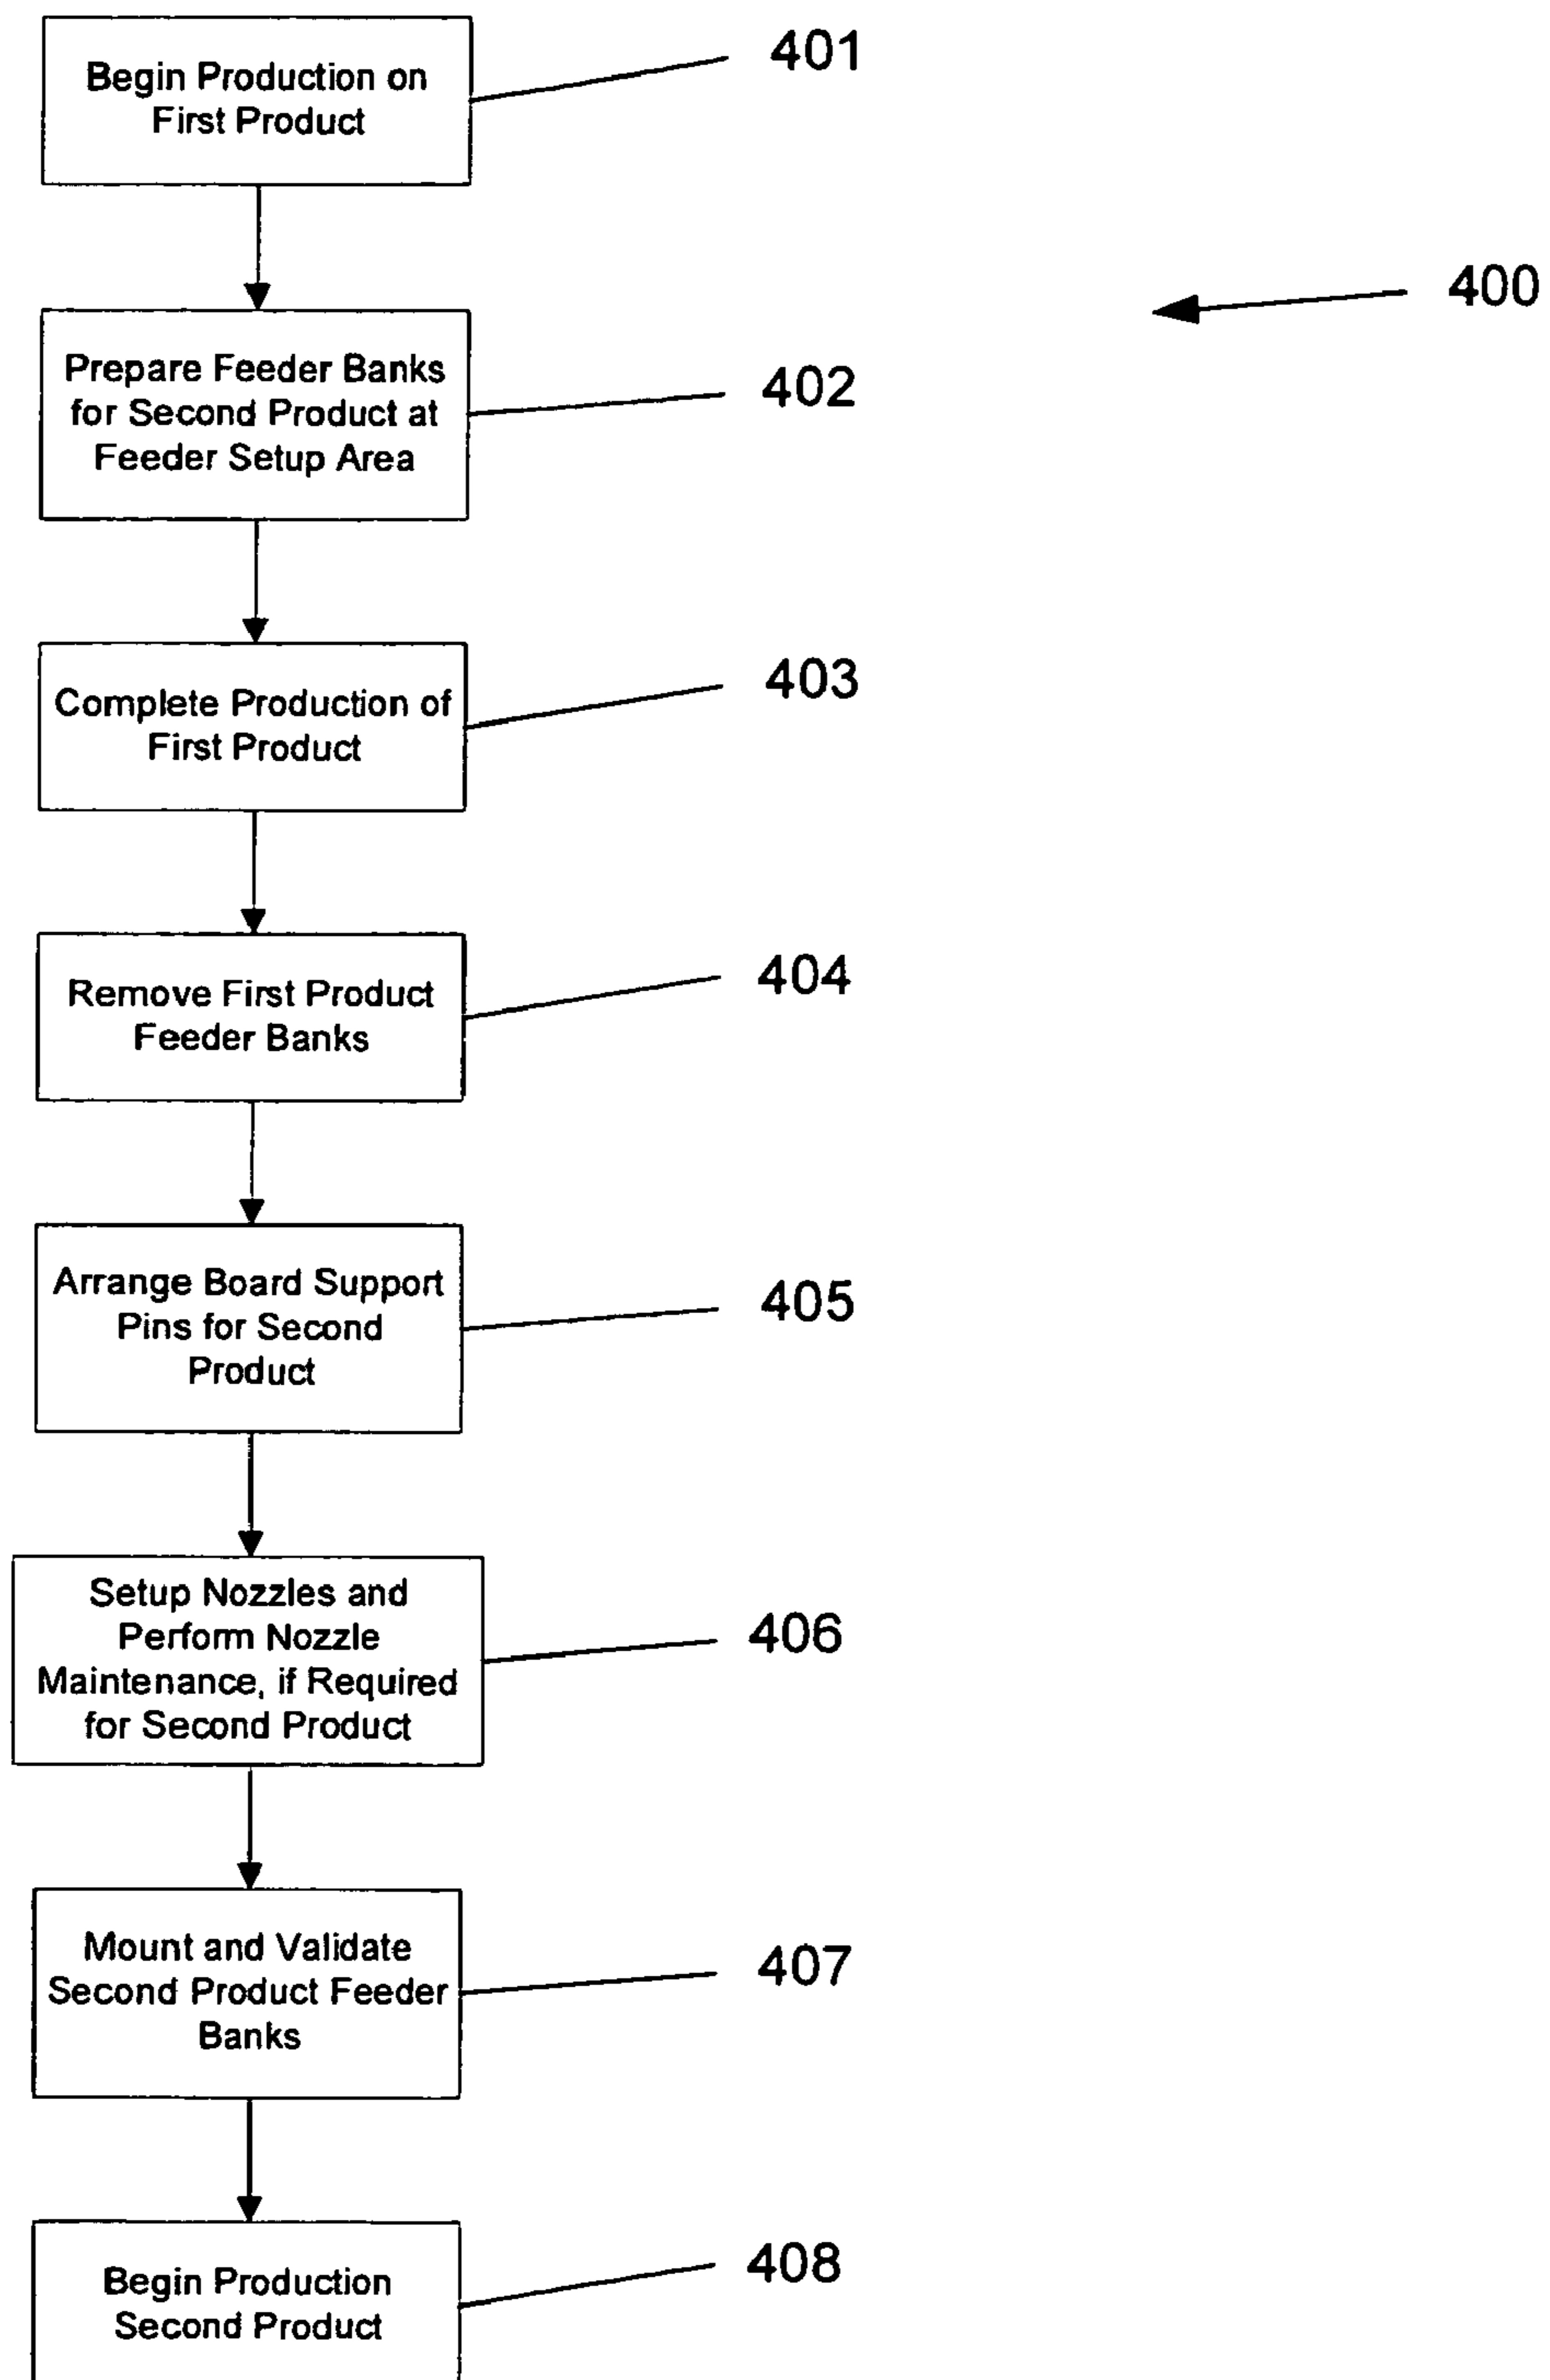 Begin Production on
First Product
401
400
Prepare Feeder Banks
for Second Product at
Feeder Setup Area
402
Complete Production of
First Product
403
Remove First Product
Feeder Banks
404
Arrange Board Support
Pins for Second
Product
405
Setup Nozzles and
Perform Nozzle
Maintenance, if Required
for Second Product
406
Mount and Validate
Second Product Feeder
Banks
407
Begin Production
Second Product
408